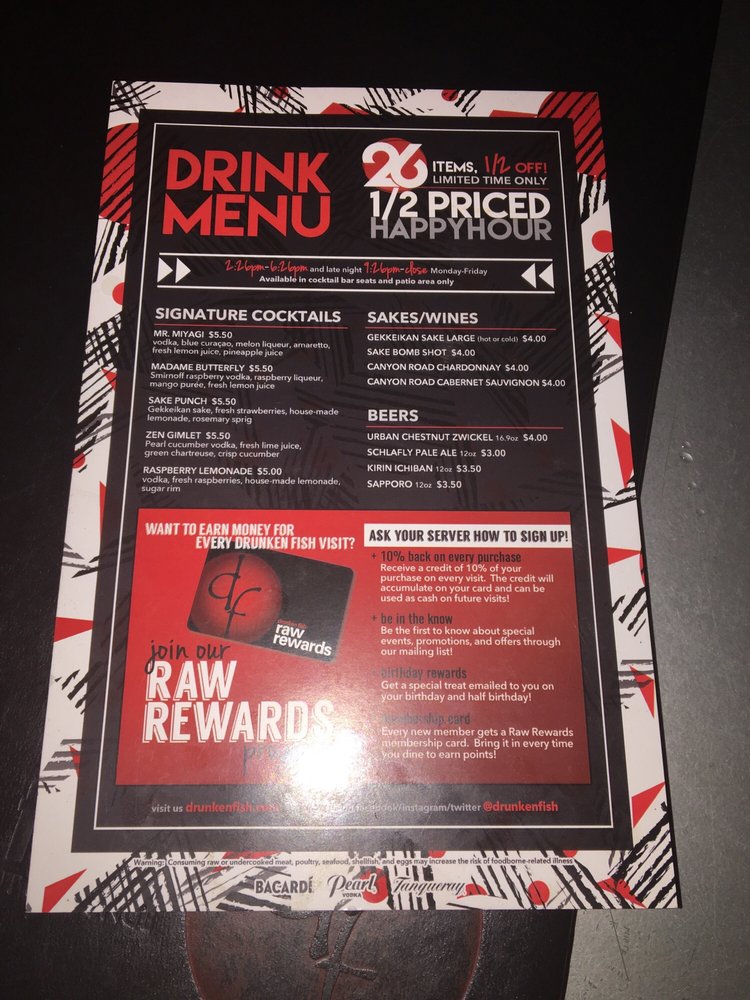 DRINK
MENU
26 ITEMS, 1/2 OFF!
LIMITED TIME ONLY
1/2 PRICED
HAPPYHOUR
2:26pm-6:26pm and late night 9:26pm-close Monday-Friday
Available in cocktail bar seats and patio area only
SIGNATURE COCKTAILS
MR. MIYAGI $5.50
vodka, blue curaçao, melon liqueur, amaretto,
fresh lemon juice, pineapple juice
MADAME BUTTERFLY $5.50
Smirnoff raspberry vodka, raspberry liqueur,
mango purée, fresh lemon juice
SAKE PUNCH $5.50
Gekkeikan sake, fresh strawberries, house-made
lemonade, rosemary sprig
ZEN GIMLET $5.50
Pearl cucumber vodka, fresh lime juice,
green chartreuse, crisp cucumber
RASPBERRY LEMONADE $5.00
vodka, fresh raspberries, house-made lemonade,
sugar rim
SAKES/WINES
GEKKEIKAN SAKE LARGE (hot or cold) $4.00
SAKE BOMB SHOT $4.00
CANYON ROAD CHARDONNAY $4.00
CANYON ROAD CABERNET SAUVIGNON $4.00
BEERS
URBAN CHESTNUT ZWICKEL 16.9oz $4.00
SCHLAFLY PALE ALE 12oz $3.00
KIRIN ICHIBAN 12oz $3.50
SAPPORO 12oz $3.50
WANT TO EARN MONEY FOR
EVERY DRUNKEN FISH VISIT?
df
drunken fish
raw
rewards
join our
RAW
REWARDS
ASK YOUR SERVER HOW TO SIGN UP!
+ 10% back on every purchase
Receive a credit of 10% of your
purchase on every visit. The credit will
accumulate on your card and can be
used as cash on future visits!
+ be in the know
Be the first to know about special
events, promotions, and offers through
our mailing list!
+ birthday rewards
Get a special treat emailed to you on
your birthday and half birthday!
membership card
Every new member gets a Raw Rewards
membership card. Bring it in every time
you dine to earn points!
visit us drunkenfish.com
facebook/instagram/twitter @drunkenfish
Warning: Consuming raw or undercooked meat, poultry, seafood, shellfish, and eggs may increase the risk of foodborne-related illness
BACARDÍ
Pearl
VODKA
Tanqueray